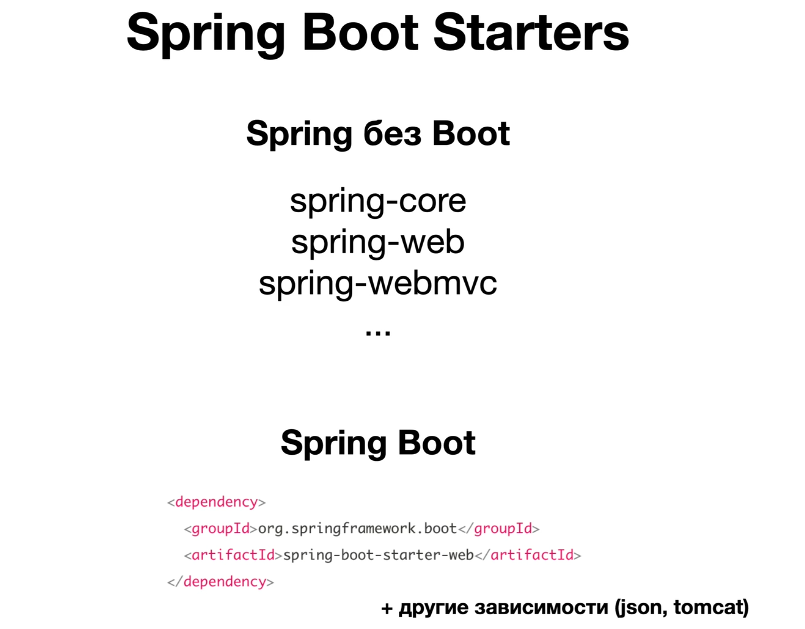 Spring Boot Starters
Spring без Boot
spring-core
spring-web
spring-webmvc
...
Spring Boot
<dependency>
<groupId>org.springframework.boot</groupId>
<artifactId>spring-boot-starter-web</artifactId>
</dependency>
+ другие зависимости (json, tomcat)